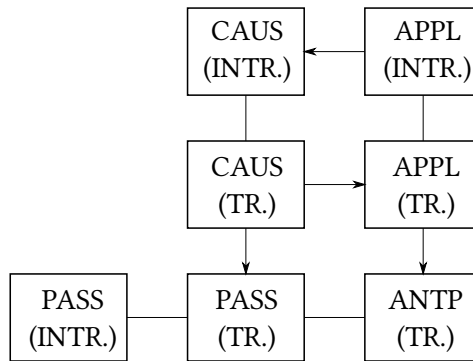 CAUS
(INTR.)
APPL
(INTR.)
CAUS
(TR.)
APPL
(TR.)
PASS
(INTR.)
PASS
(TR.)
ANTP
(TR.)